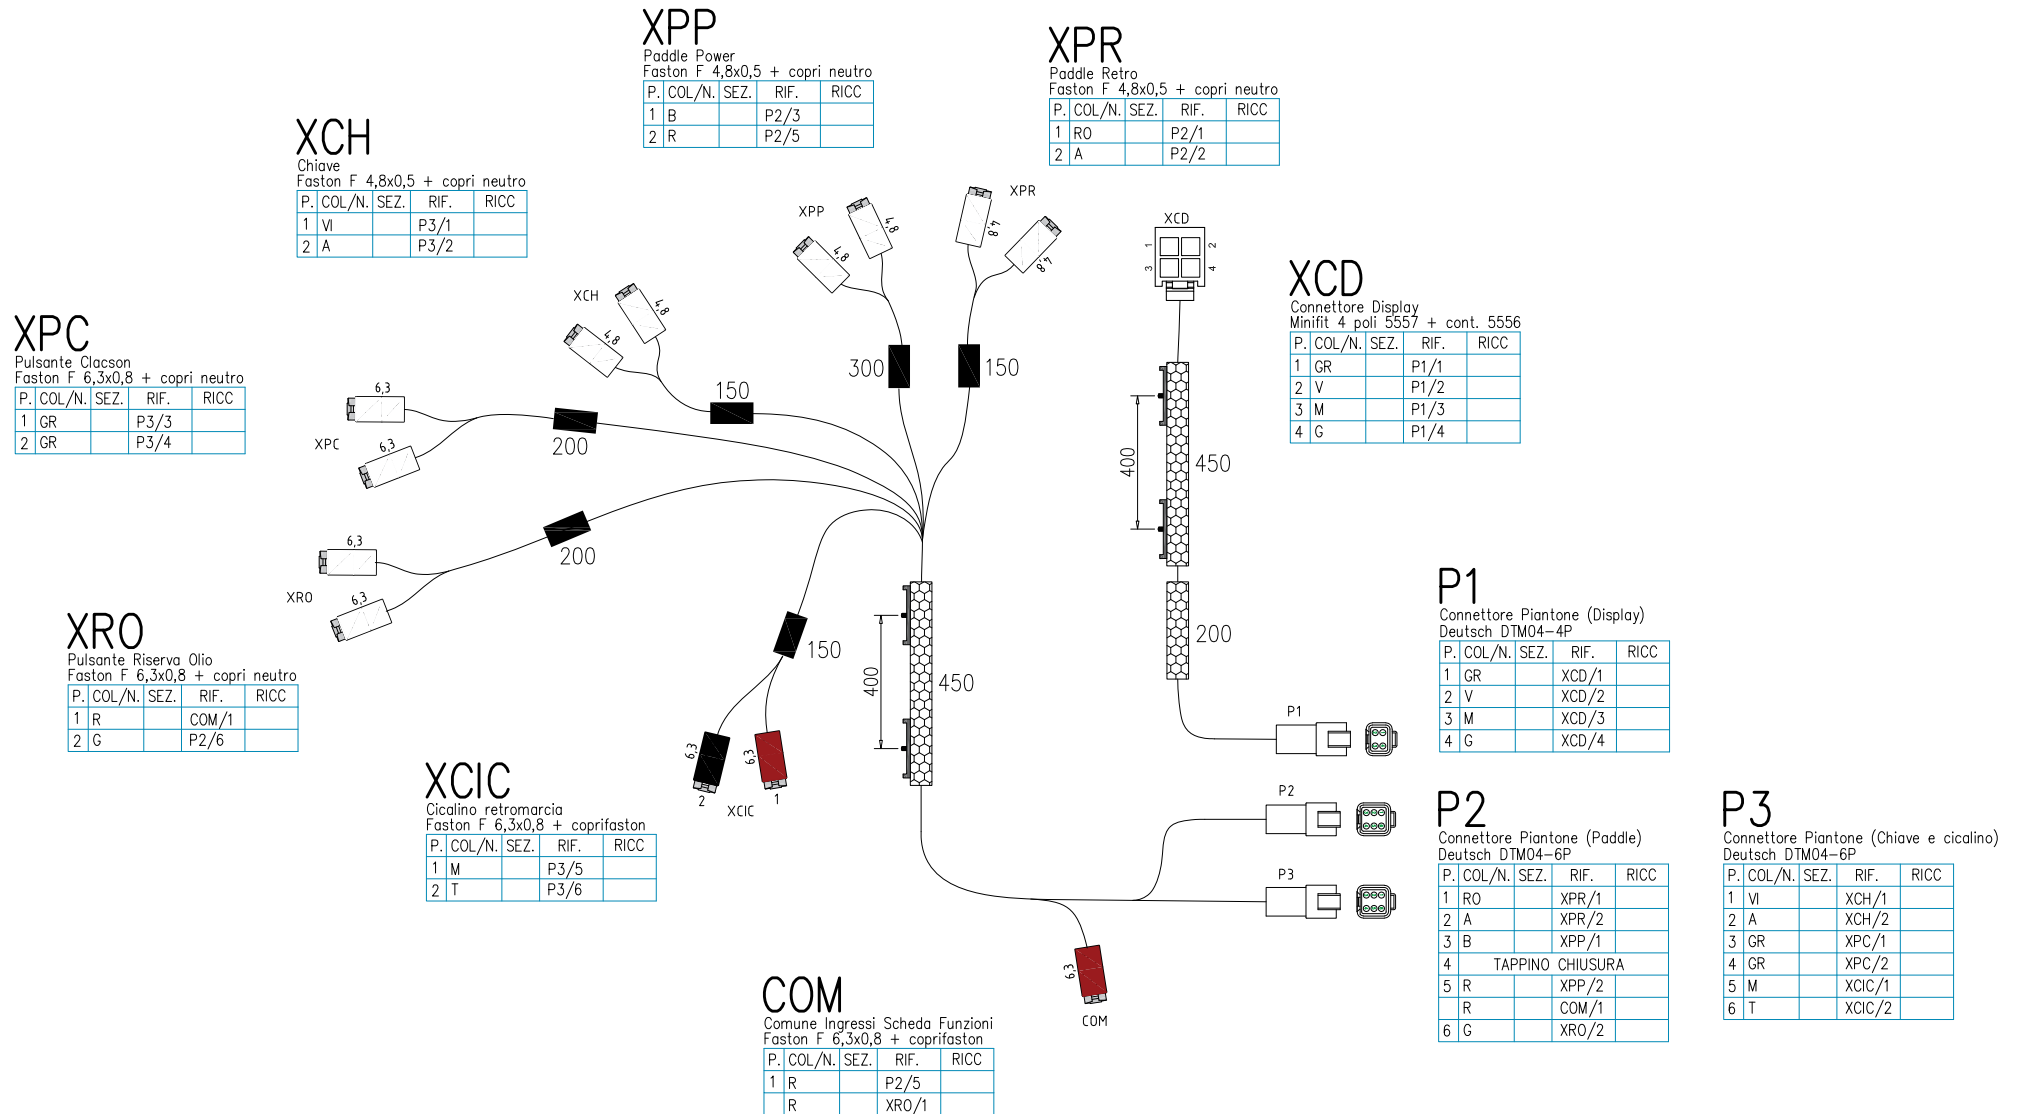 XPP
Paddle Power
Faston F 4,8x0,5 + copri neutro
P. COL/N. SEZ. RIF. RICC
1 B P2/3
2 R P2/5
XPR
Paddle Retro
Faston F 4,8x0,5 + copri neutro
P. COL/N. SEZ. RIF. RICC
1 RO P2/1
2 A P2/2
XCH
Chiave
Faston F 4,8x0,5 + copri neutro
P. COL/N. SEZ. RIF. RICC
1 VI P3/1
2 A P3/2
XPC
Pulsante Clacson
Faston F 6,3x0,8 + copri neutro
P. COL/N. SEZ. RIF. RICC
1 GR P3/3
2 GR P3/4
XRO
Pulsante Riserva Olio
Faston F 6,3x0,8 + copri neutro
P. COL/N. SEZ. RIF. RICC
1 R COM/1
2 G P2/6
XCIC
Cicalino retromarcia
Faston F 6,3x0,8 + coprifaston
P. COL/N. SEZ. RIF. RICC
1 M P3/5
2 T P3/6
COM
Comune Ingressi Scheda Funzioni
Faston F 6,3x0,8 + coprifaston
P. COL/N. SEZ. RIF. RICC
1 R P2/5
R XRO/1
XCD
Connettore Display
Minifit 4 poli 5557 + cont. 5556
P. COL/N. SEZ. RIF. RICC
1 GR P1/1
2 V P1/2
3 M P1/3
4 G P1/4
P1
Connettore Piantone (Display)
Deutsch DTM04-4P
P. COL/N. SEZ. RIF. RICC
1 GR XCD/1
2 V XCD/2
3 M XCD/3
4 G XCD/4
P2
Connettore Piantone (Paddle)
Deutsch DTM04-6P
P. COL/N. SEZ. RIF. RICC
1 RO XPR/1
2 A XPR/2
3 B XPP/1
4 TAPPINO CHIUSURA
5 R XPP/2
R COM/1
6 G XRO/2
P3
Connettore Piantone (Chiave e cicalino)
Deutsch DTM04-6P
P. COL/N. SEZ. RIF. RICC
1 VI XCH/1
2 A XCH/2
3 GR XPC/1
4 GR XPC/2
5 M XCIC/1
6 T XCIC/2
XPP
4,8
4,8
300
XPR
4,8
4,8
150
XCH
4,8
4,8
150
XPC
6,3
6,3
200
XRO
6,3
6,3
200
150
6,3
6,3
2
XCIC
1
400
450
XCD
1
2
3
4
400
450
200
P1
P2
P3
6,3
COM